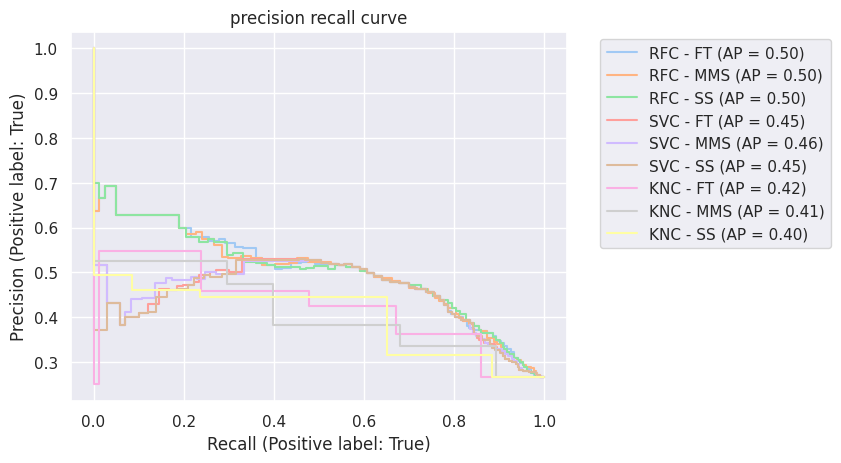 precision recall curve
1.0
0.9
0.8
0.7
0.6
0.5
0.4
0.3
Precision (Positive label: True)
0.0 0.2 0.4 0.6 0.8 1.0
Recall (Positive label: True)
RFC - FT (AP = 0.50)
RFC - MMS (AP = 0.50)
RFC - SS (AP = 0.50)
SVC - FT (AP = 0.45)
SVC - MMS (AP = 0.46)
SVC - SS (AP = 0.45)
KNC - FT (AP = 0.42)
KNC - MMS (AP = 0.41)
KNC - SS (AP = 0.40)